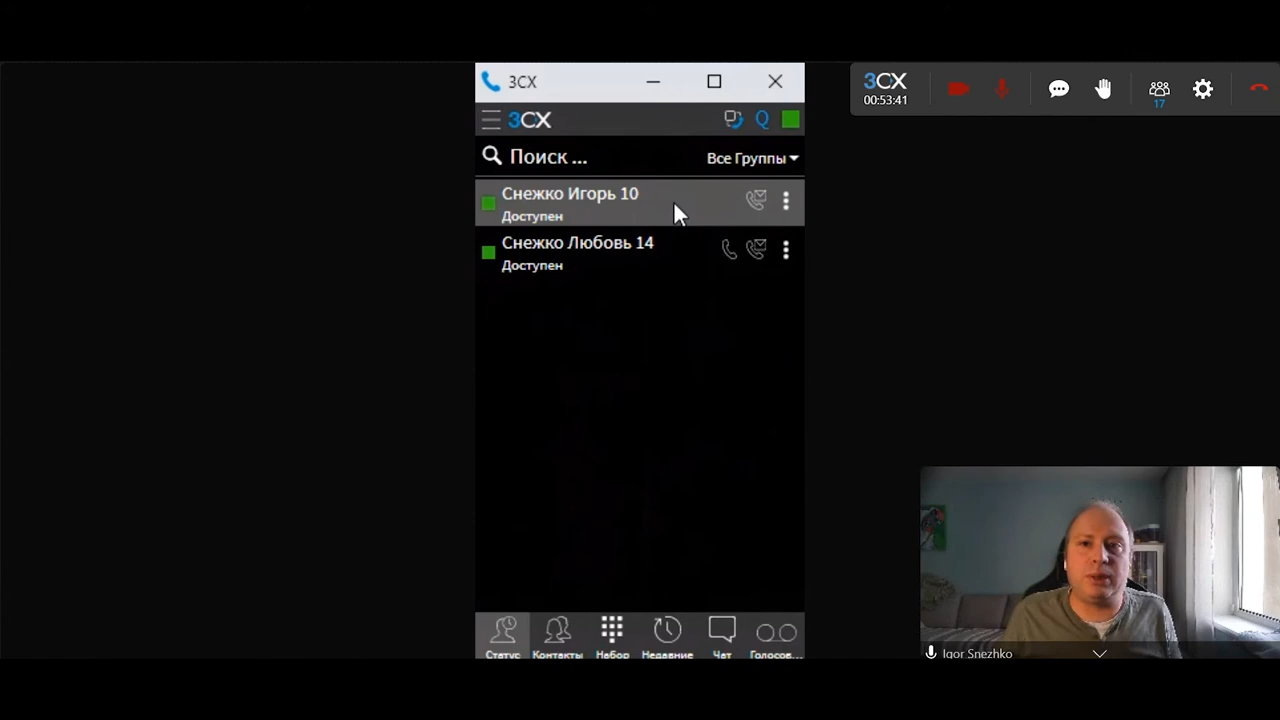 3CX
3CX
00:53:41
17
3CX
Q
Поиск ...
Все Группы
Снежко Игорь 10
Доступен
Снежко Любовь 14
Доступен
Статус
Контакты
Набор
Недавние
Чат
Голосов...
Igor Snezhko